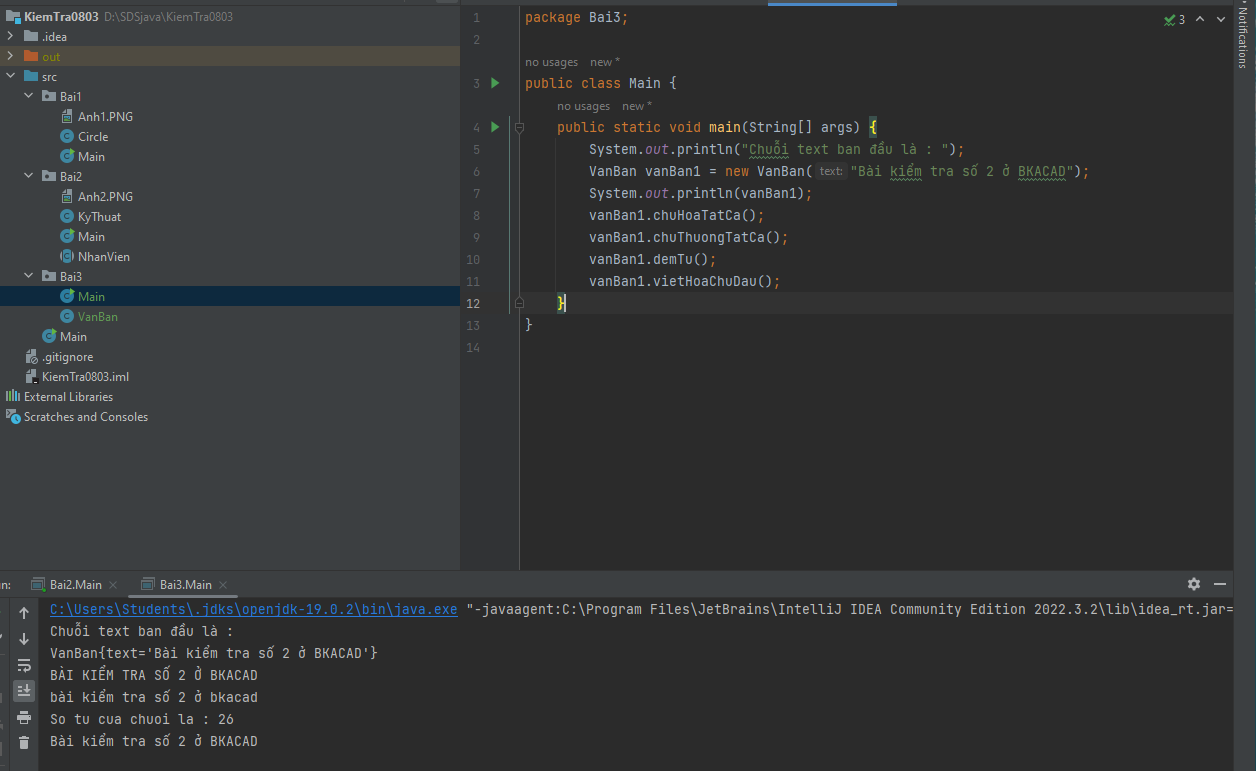 KiemTra0803 D:\SDSjava\KiemTra0803
.idea
out
src
Bai1
Anh1.PNG
Circle
Main
Bai2
Anh2.PNG
KyThuat
Main
NhanVien
Bai3
Main
VanBan
Main
.gitignore
KiemTra0803.iml
External Libraries
Scratches and Consoles
1 package Bai3;
2
no usages new *
3 public class Main {
no usages new *
4 public static void main(String[] args) {
5 System.out.println("Chuỗi text ban đầu là : ");
6 VanBan vanBan1 = new VanBan( text: "Bài kiểm tra số 2 ở BKACAD");
7 System.out.println(vanBan1);
8 vanBan1.chuHoaTatCa();
9 vanBan1.chuThuongTatCa();
10 vanBan1.demTu();
11 vanBan1.vietHoaChuDau();
12 }
13 }
14
3
Notifications
n: Bai2.Main Bai3.Main
C:\Users\Students\.jdks\openjdk-19.0.2\bin\java.exe "-javaagent:C:\Program Files\JetBrains\IntelliJ IDEA Community Edition 2022.3.2\lib\idea_rt.jar=
Chuỗi text ban đầu là :
VanBan{text='Bài kiểm tra số 2 ở BKACAD'}
BÀI KIỂM TRA SỐ 2 Ở BKACAD
bài kiểm tra số 2 ở bkacad
So tu cua chuoi la : 26
Bài kiểm tra số 2 ở BKACAD